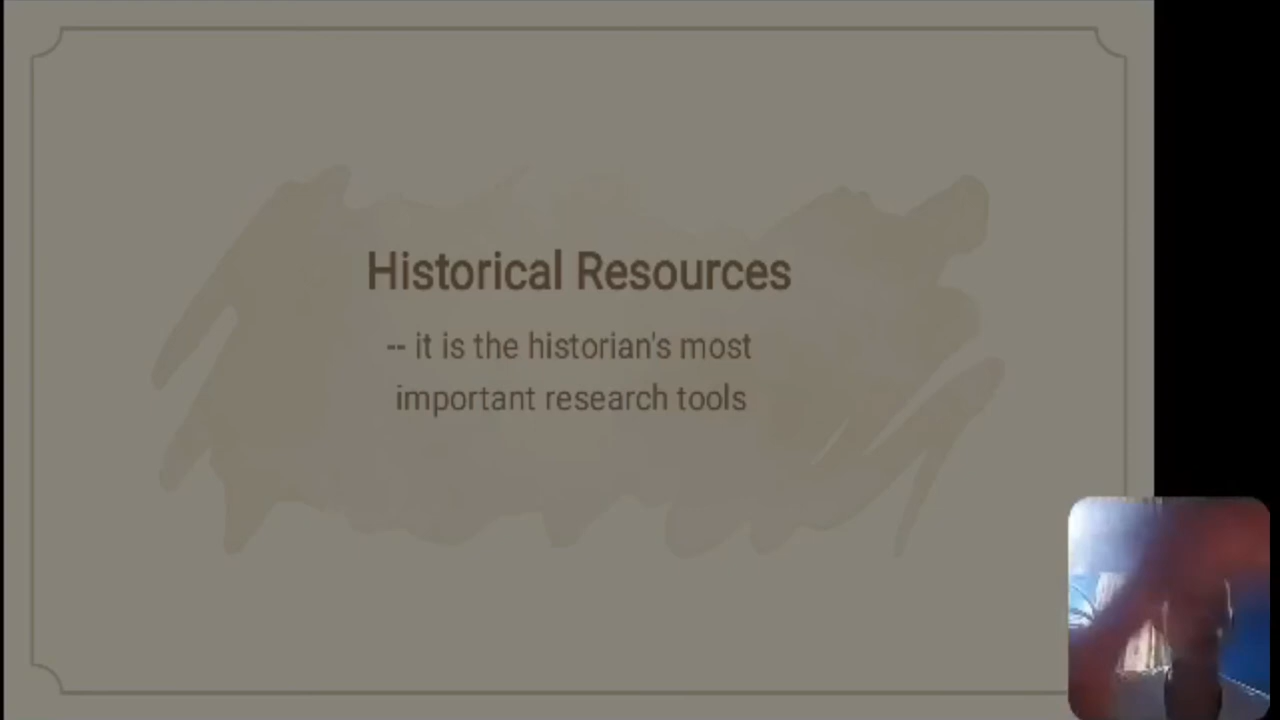 Historical Resources
-- it is the historian's most
important research tools